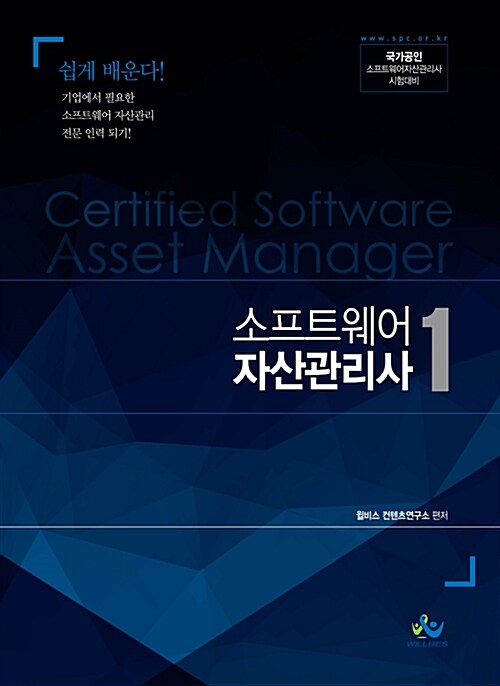 www.spc.or.kr
국가공인
소프트웨어자산관리사
시험대비
쉽게 배운다!
기업에서 필요한
소프트웨어 자산관리
전문 인력 되기!
Certified Software
Asset Manager
소프트웨어
자산관리사 1
윌비스 컨텐츠연구소 편저
WILLBES